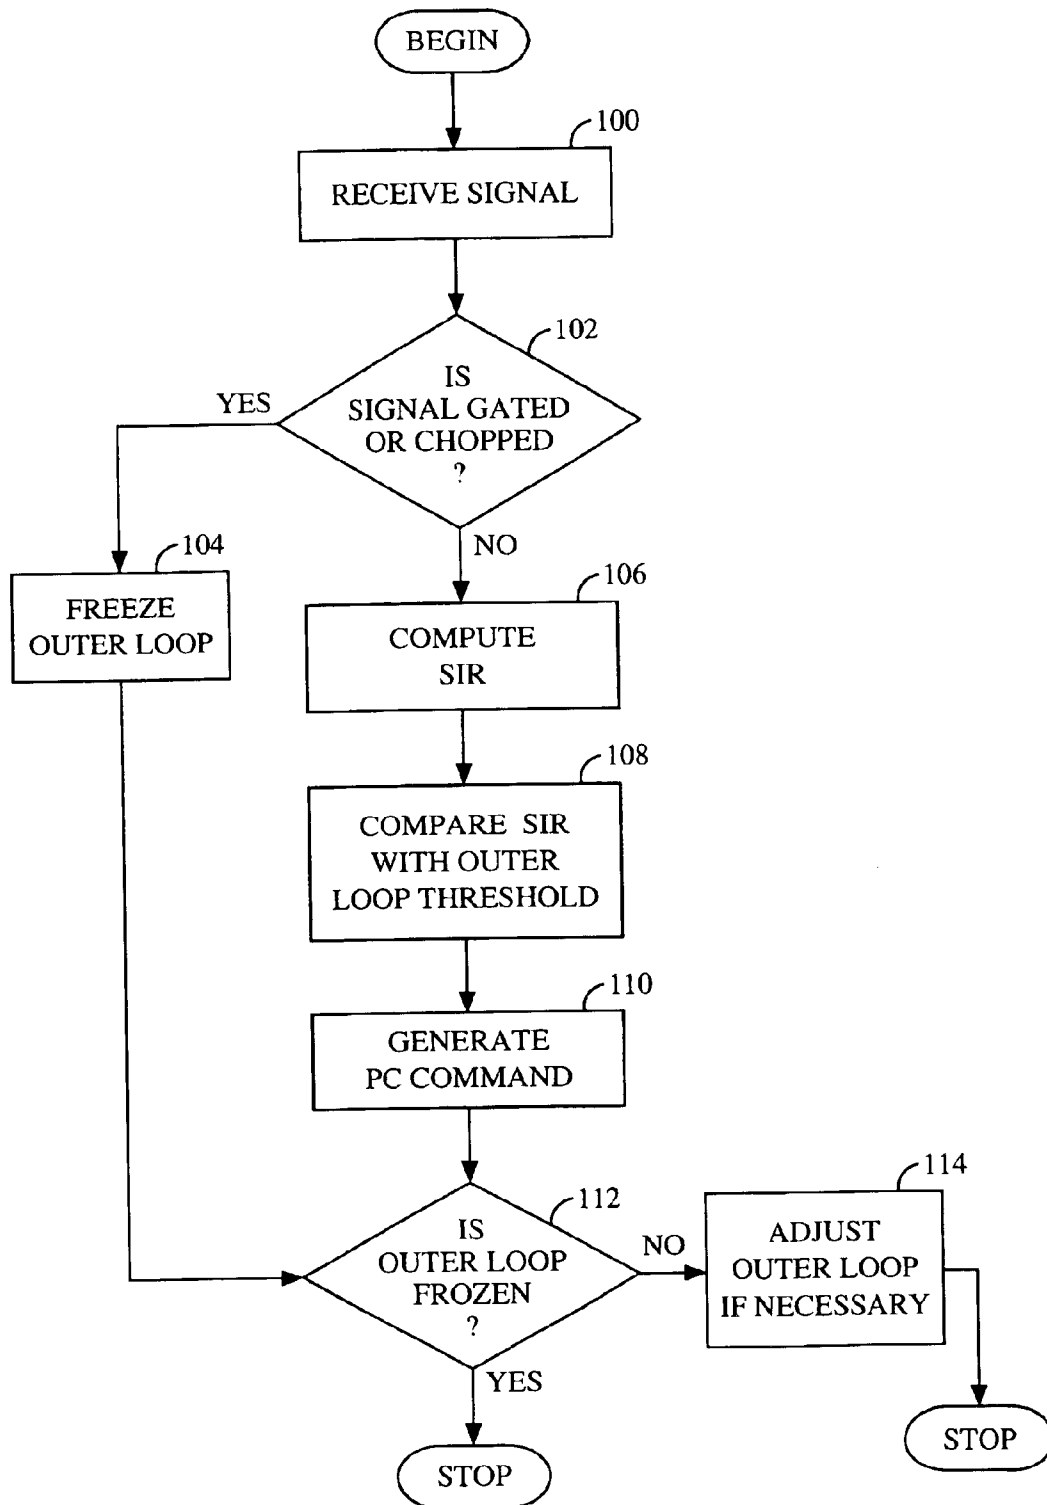 BEGIN
100
RECEIVE SIGNAL
102
IS
SIGNAL GATED
OR CHOPPED
?
YES
NO
104
FREEZE
OUTER LOOP
106
COMPUTE
SIR
108
COMPARE SIR
WITH OUTER
LOOP THRESHOLD
110
GENERATE
PC COMMAND
112
IS
OUTER LOOP
FROZEN
?
NO
YES
114
ADJUST
OUTER LOOP
IF NECESSARY
STOP
STOP